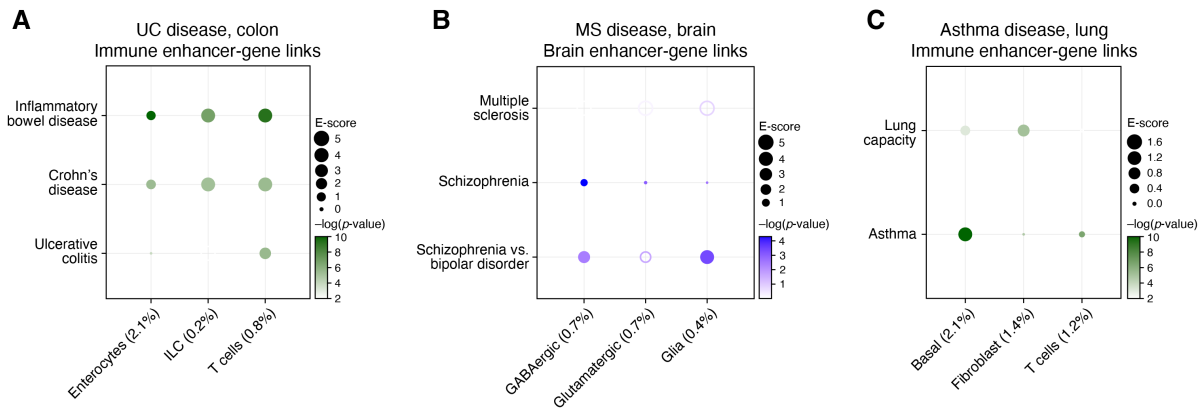 A
UC disease, colon
Immune enhancer-gene links
Inflammatory
bowel disease
Crohn's
disease
Ulcerative
colitis
E-score
5
4
3
2
1
0
–log(p-value)
10
8
6
4
2
Enterocytes (2.1%)
ILC (0.2%)
T cells (0.8%)
B
MS disease, brain
Brain enhancer-gene links
Multiple
sclerosis
Schizophrenia
Schizophrenia vs.
bipolar disorder
E-score
5
4
3
2
1
–log(p-value)
4
3
2
1
GABAergic (0.7%)
Glutamatergic (0.7%)
Glia (0.4%)
C
Asthma disease, lung
Immune enhancer-gene links
Lung
capacity
Asthma
E-score
1.6
1.2
0.8
0.4
0.0
–log(p-value)
10
8
6
4
2
Basal (2.1%)
Fibroblast (1.4%)
T cells (1.2%)